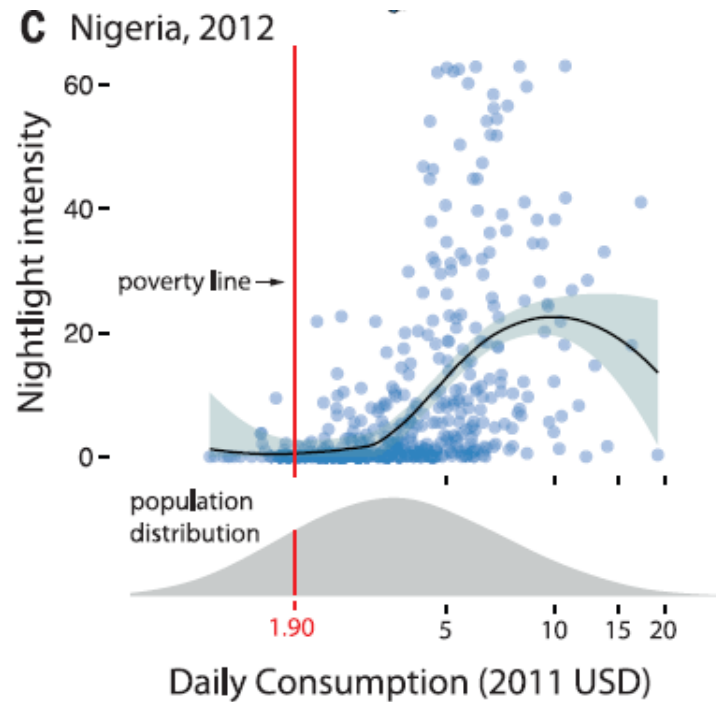 C Nigeria, 2012
60
40
20
0
Nightlight intensity
poverty line→
population
distribution
1.90
5
10
15
20
Daily Consumption (2011 USD)